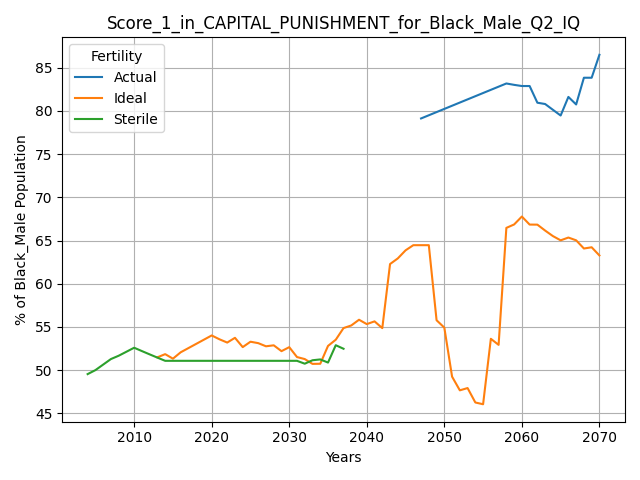 Score_1_in_CAPITAL_PUNISHMENT_for_Black_Male_Q2_IQ
Fertility
Actual
Ideal
Sterile
% of Black_Male Population
85
80
75
70
65
60
55
50
45
2010
2020
2030
2040
2050
2060
2070
Years